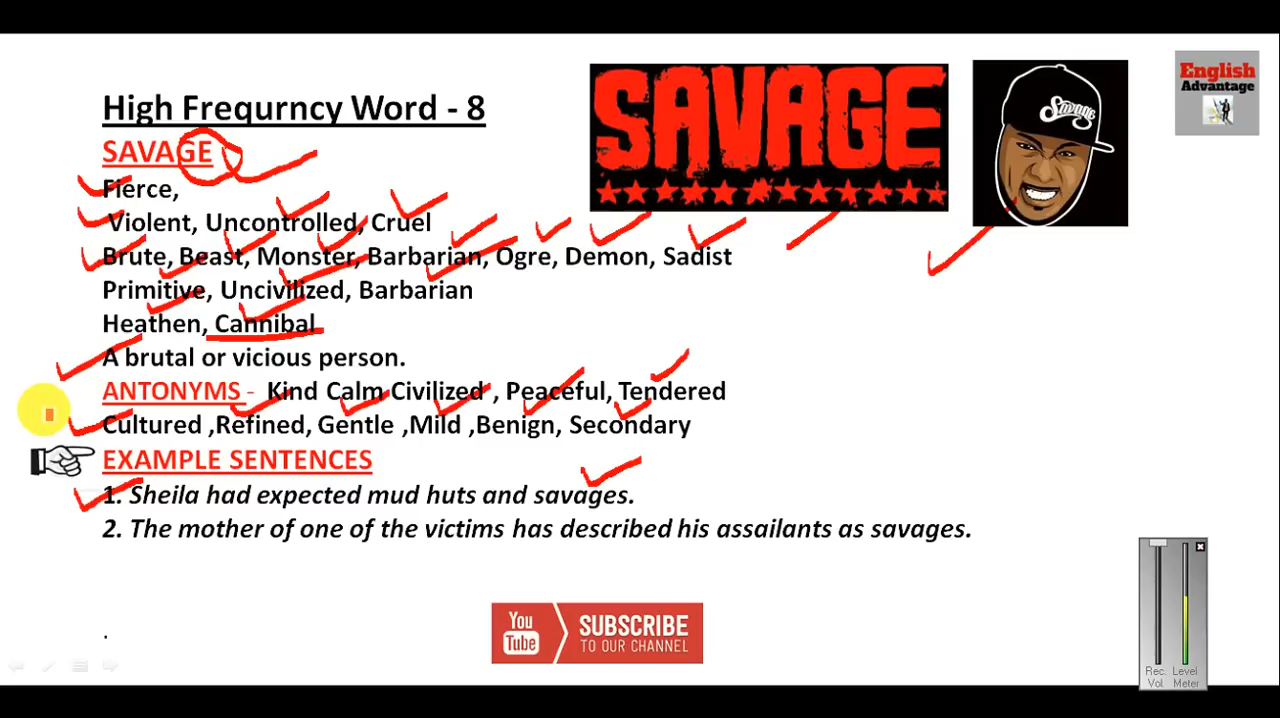 High Frequrncy Word - 8
SAVAGE
Fierce,
Violent, Uncontrolled, Cruel
Brute, Beast, Monster, Barbarian, Ogre, Demon, Sadist
Primitive, Uncivilized, Barbarian
Heathen, Cannibal
A brutal or vicious person.
ANTONYMS - Kind Calm Civilized , Peaceful, Tendered
Cultured ,Refined, Gentle ,Mild ,Benign, Secondary
EXAMPLE SENTENCES
1. Sheila had expected mud huts and savages.
2. The mother of one of the victims has described his assailants as savages.
.
SAVAGE
Savage
English
Advantage
You
Tube
SUBSCRIBE
TO OUR CHANNEL
Rec. Level
Vol Meter